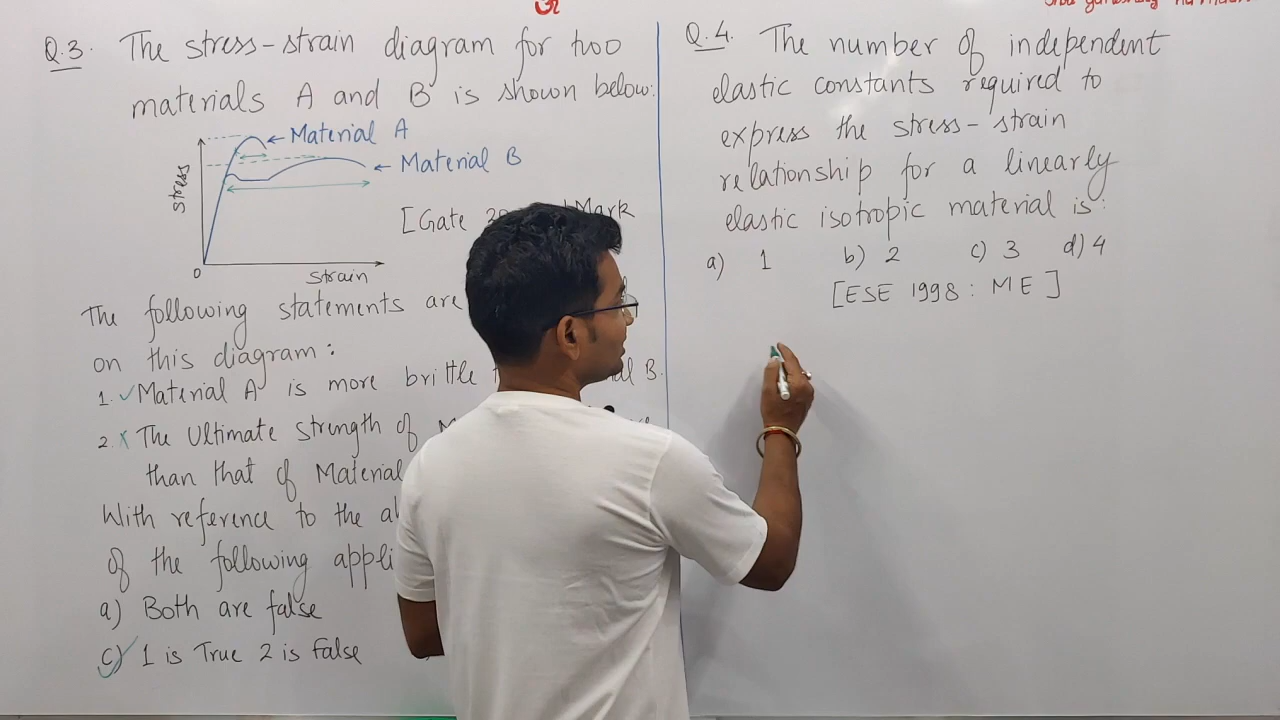 Q.3. The stress-strain diagram for two
materials A and B is shown below:
Material A
Material B
stress
strain
0
[Gate Mark
The following statements are
on this diagram:
1. ✓ Material A is more brittle B.
2. x The Ultimate strength of
than that of Material
With reference to the
of the following
a) Both are false
c) 1 is True 2 is false
Q.4. The number of independent
elastic constants required to
express the stress-strain
relationship for a linearly
elastic isotropic material is:
a) 1 b) 2 c) 3 d) 4
[ESE 1998: ME]